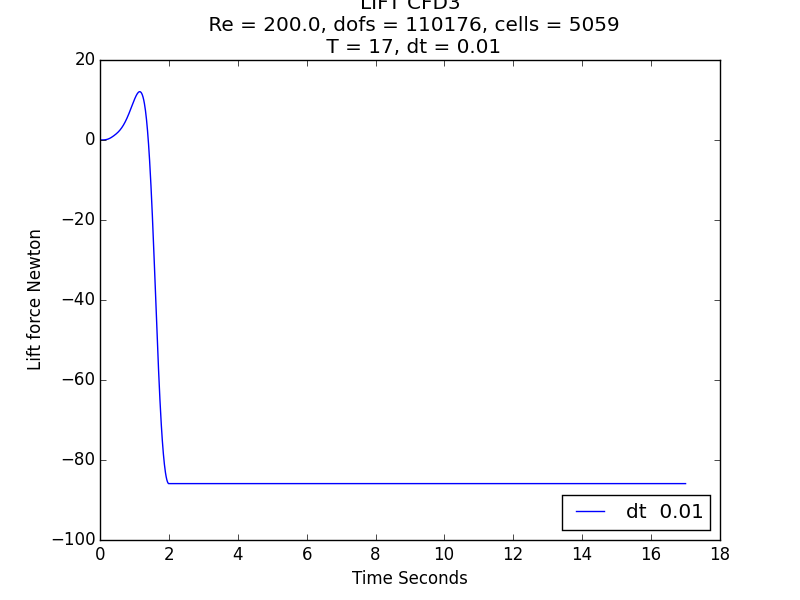 LIFT CFD3
Re = 200.0, dofs = 110176, cells = 5059
T = 17, dt = 0.01
20
0
−20
−40
−60
−80
−100
Lift force Newton
dt 0.01
0 2 4 6 8 10 12 14 16 18
Time Seconds